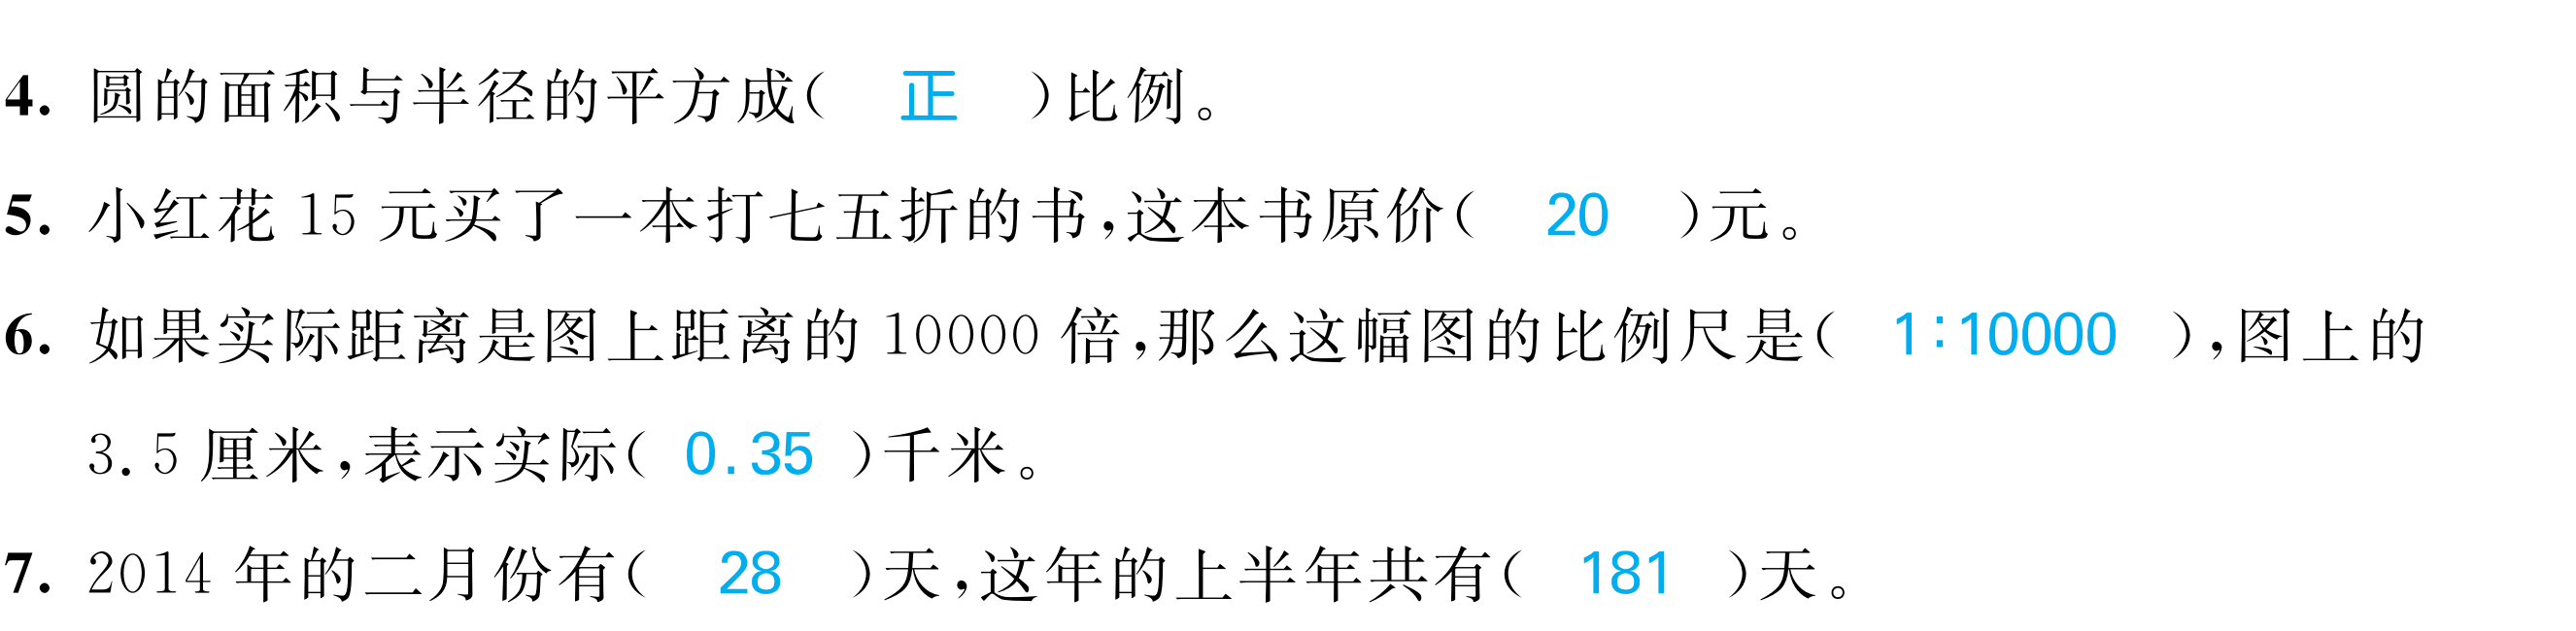 4. 圆的面积与半径的平方成( 正 )比例。
5. 小红花 15 元买了一本打七五折的书,这本书原价( 20 )元。
6. 如果实际距离是图上距离的 10000 倍,那么这幅图的比例尺是( 1:10000 ),图上的
3.5 厘米,表示实际( 0.35 )千米。
7. 2014 年的二月份有( 28 )天,这年的上半年共有( 181 )天。